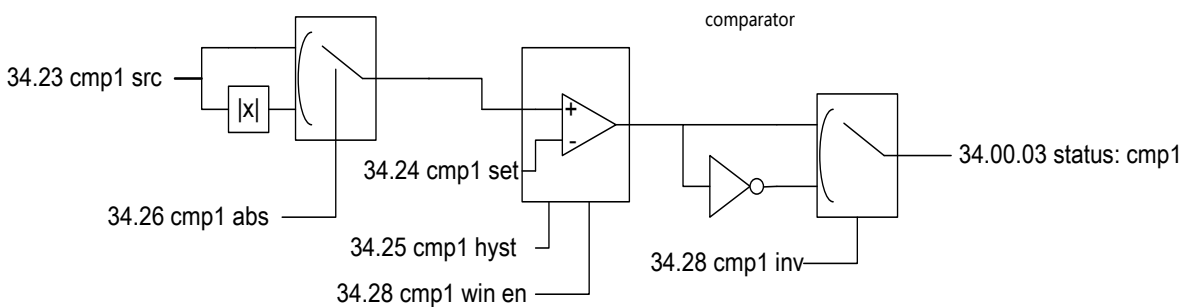 comparator
34.23 cmp1 src
|x|
+
-
34.24 cmp1 set
34.00.03 status: cmp1
34.26 cmp1 abs
34.25 cmp1 hyst
34.28 cmp1 inv
34.28 cmp1 win en